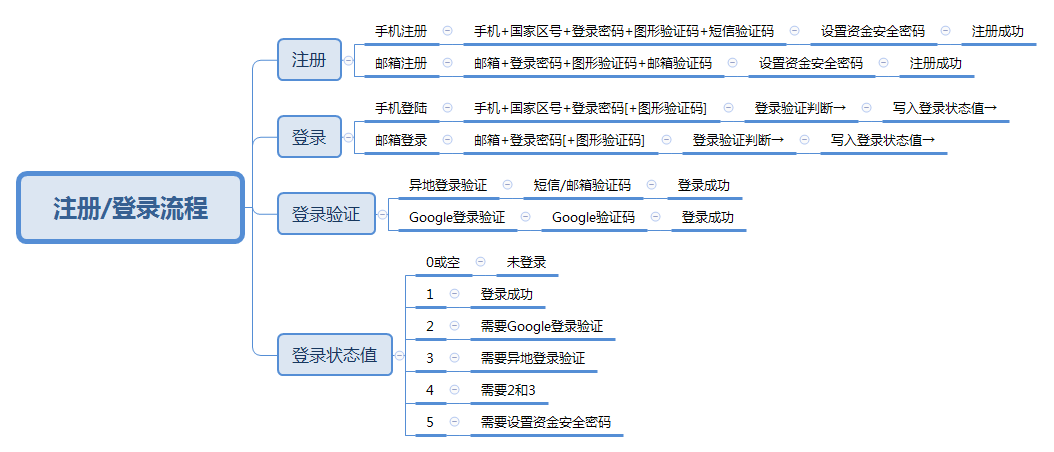 注册/登录流程
注册
手机注册 手机+国家区号+登录密码+图形验证码+短信验证码 设置资金安全密码 注册成功
邮箱注册 邮箱+登录密码+图形验证码+邮箱验证码 设置资金安全密码 注册成功
登录
手机登陆 手机+国家区号+登录密码[+图形验证码] 登录验证判断→ 写入登录状态值→
邮箱登录 邮箱+登录密码[+图形验证码] 登录验证判断→ 写入登录状态值→
登录验证
异地登录验证 短信/邮箱验证码 登录成功
Google登录验证 Google验证码 登录成功
登录状态值
0或空 未登录
1 登录成功
2 需要Google登录验证
3 需要异地登录验证
4 需要2和3
5 需要设置资金安全密码